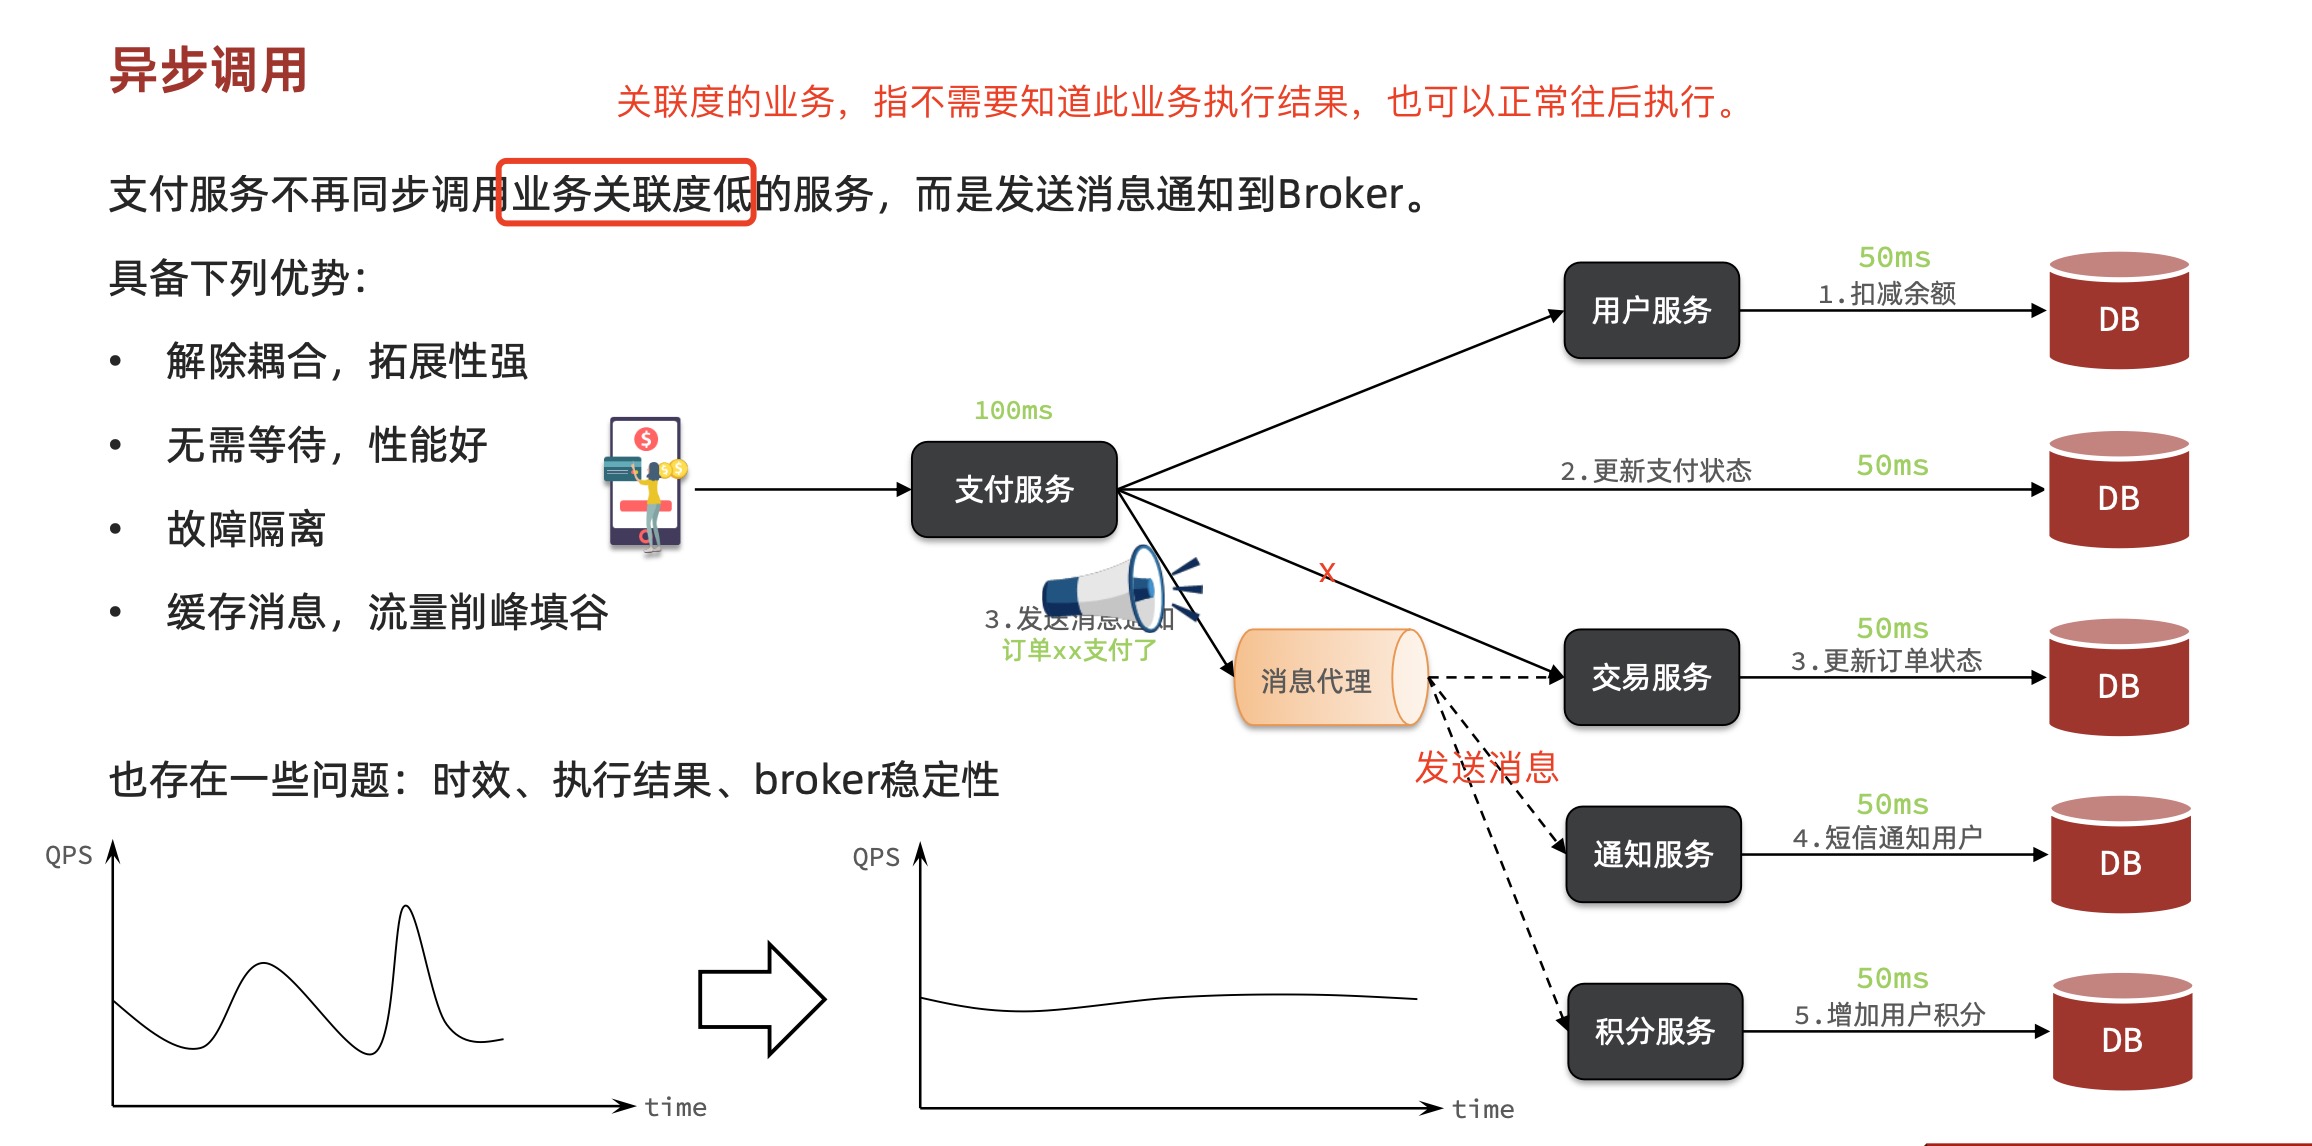 异步调用
关联度的业务，指不需要知道此业务执行结果，也可以正常往后执行。
支付服务不再同步调用业务关联度低的服务，而是发送消息通知到Broker。
具备下列优势：
• 解除耦合，拓展性强
• 无需等待，性能好
• 故障隔离
• 缓存消息，流量削峰填谷
也存在一些问题：时效、执行结果、broker稳定性
100ms
支付服务
用户服务
50ms
1.扣减余额
DB
2.更新支付状态
50ms
DB
x
3.发送消息通知
订单xx支付了
消息代理
交易服务
50ms
3.更新订单状态
DB
发送消息
通知服务
50ms
4.短信通知用户
DB
积分服务
50ms
5.增加用户积分
DB
QPS
time
QPS
time